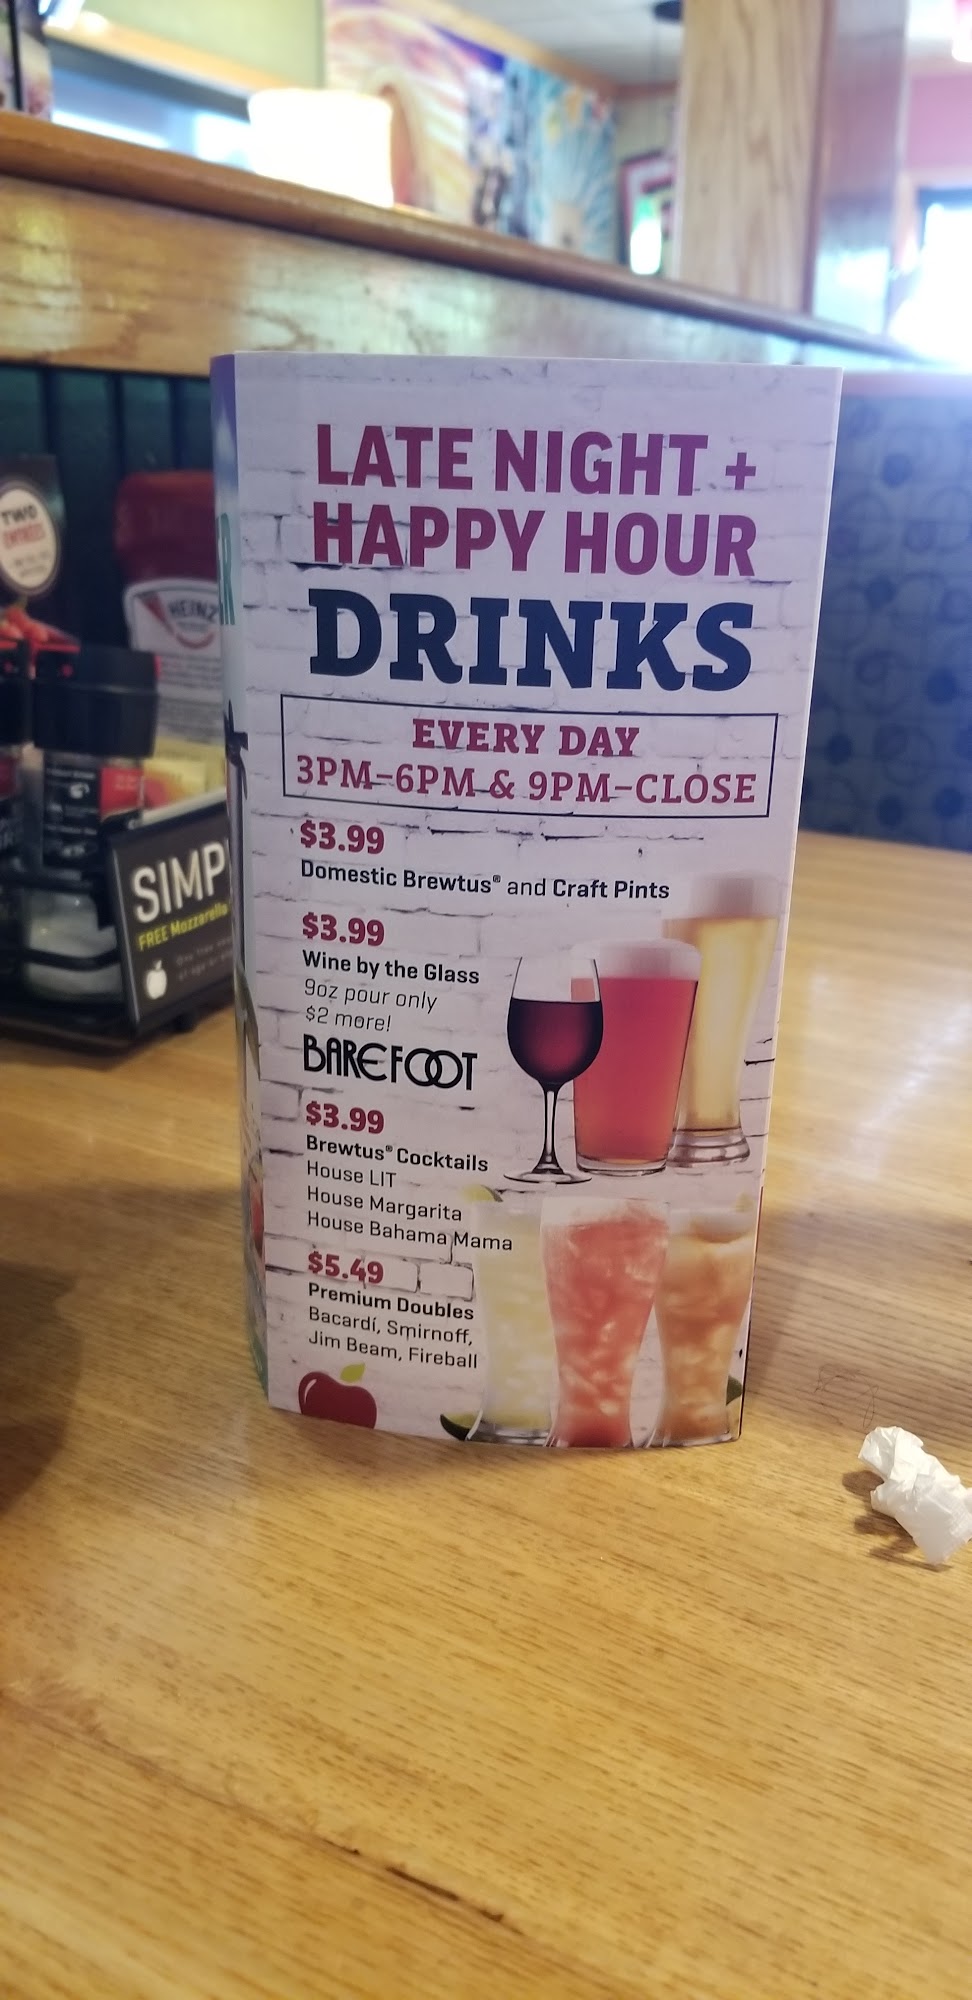 LATE NIGHT +
HAPPY HOUR
DRINKS
EVERY DAY
3PM–6PM & 9PM–CLOSE
$3.99
Domestic Brewtus® and Craft Pints
$3.99
Wine by the Glass
9oz pour only
$2 more!
BAREFOOT
$3.99
Brewtus® Cocktails
House LIT
House Margarita
House Bahama Mama
$5.49
Premium Doubles
Bacardí, Smirnoff,
Jim Beam, Fireball
TWO
ENTRÉES
HEINZ
SIMP
FREE Mozzarella